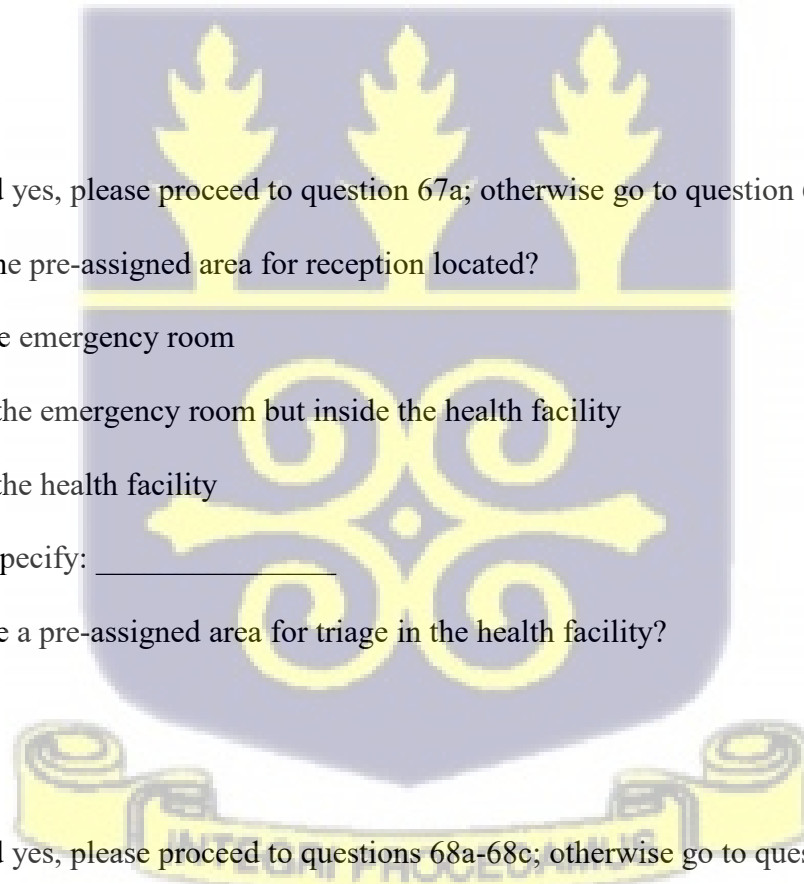 yes, please proceed to question 67a; otherwise go to question
pre-assigned area for reception located?
emergency room
the emergency room but inside the health facility
the health facility
pecify: _______________
a pre-assigned area for triage in the health facility?
INTEGRI PROCEDAMUS
yes, please proceed to questions 68a-68c; otherwise go to ques